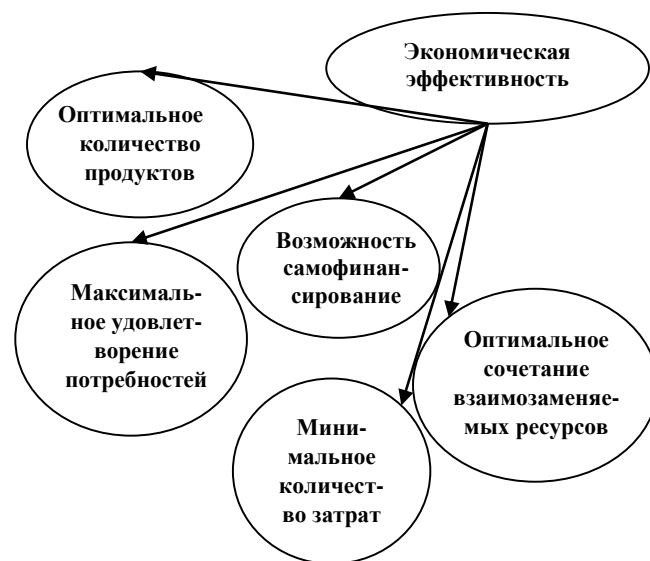 Экономическая
эффективность
Оптимальное
количество
продуктов
Возможность
самофинан-
сирование
Максималь-
ное удовлет-
ворение
потребностей
Оптимальное
сочетание
взаимозаменяе-
мых ресурсов
Мини-
мальное
количест-
во затрат